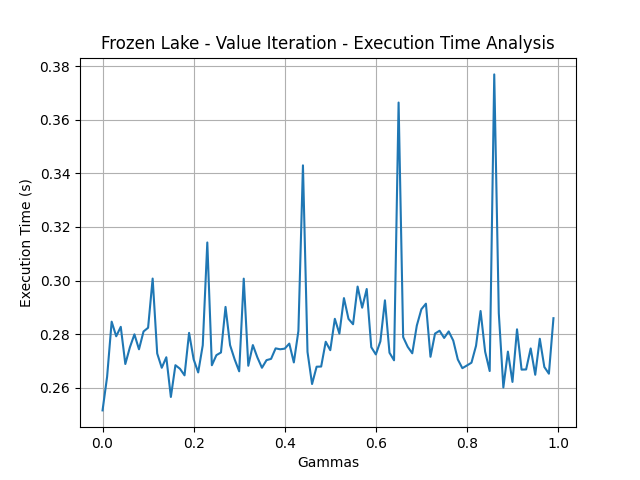 Frozen Lake - Value Iteration - Execution Time Analysis
0.38
0.36
0.34
0.32
0.30
0.28
0.26
Execution Time (s)
0.0 0.2 0.4 0.6 0.8 1.0
Gammas